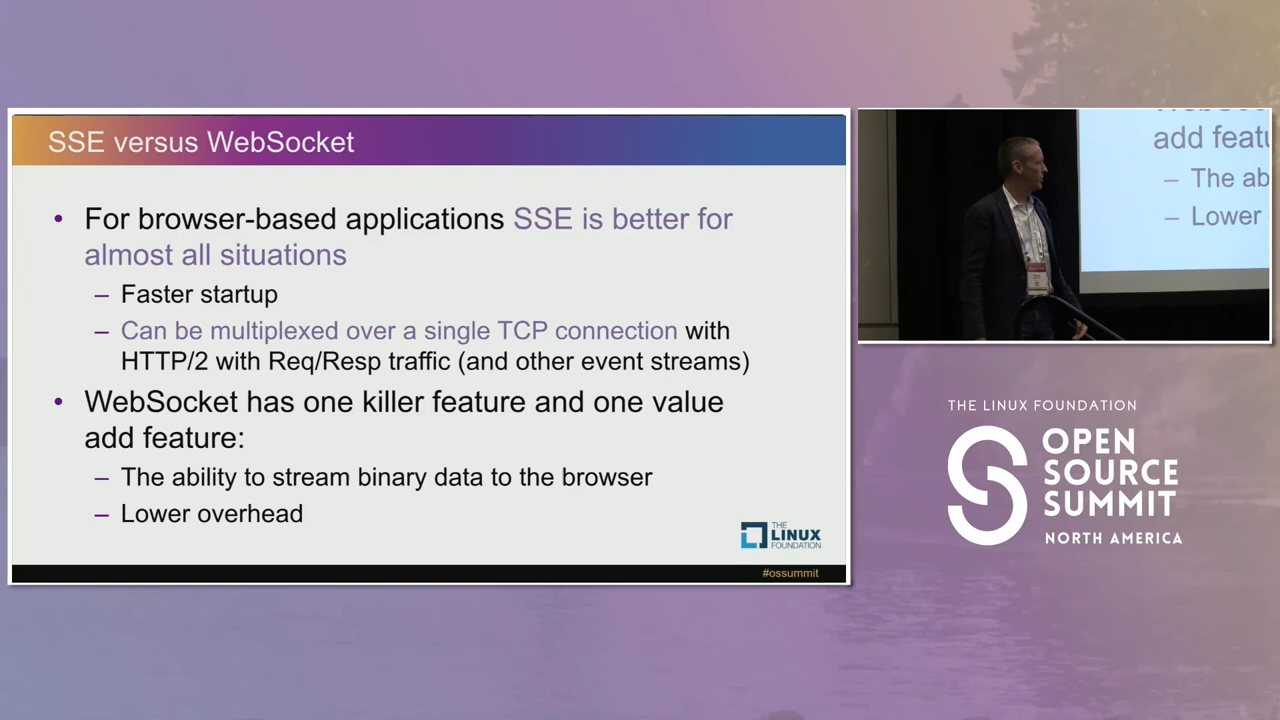 SSE versus WebSocket
• For browser-based applications SSE is better for
almost all situations
– Faster startup
– Can be multiplexed over a single TCP connection with
HTTP/2 with Req/Resp traffic (and other event streams)
• WebSocket has one killer feature and one value
add feature:
– The ability to stream binary data to the browser
– Lower overhead
THE
LINUX
FOUNDATION
#ossummit
add featu
– The ab
– Lower
THE LINUX FOUNDATION
OPEN
SOURCE
SUMMIT
NORTH AMERICA